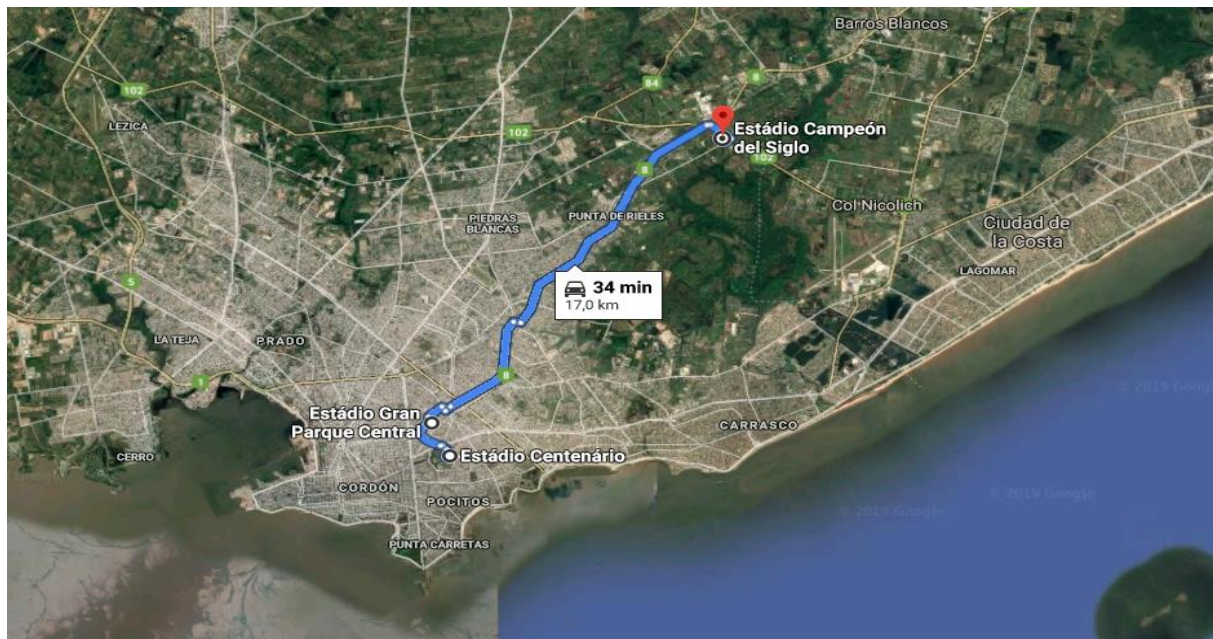 Barros Blancos
84
8
102
LEZICA
102
Estádio Campeón
del Siglo
102
8
PIEDRAS
BLANCAS
PUNTA DE RIELES
Col Nicolich
Ciudad de
la Costa
LAGOMAR
5
34 min
17,0 km
LA TEJA
PRADO
1
8
© 2019 Google
Estádio Gran
Parque Central
CARRASCO
CERRO
Estádio Centenário
CORDÓN
POCITOS
© 2019 Google
© 2019 Google
PUNTA CARRETAS